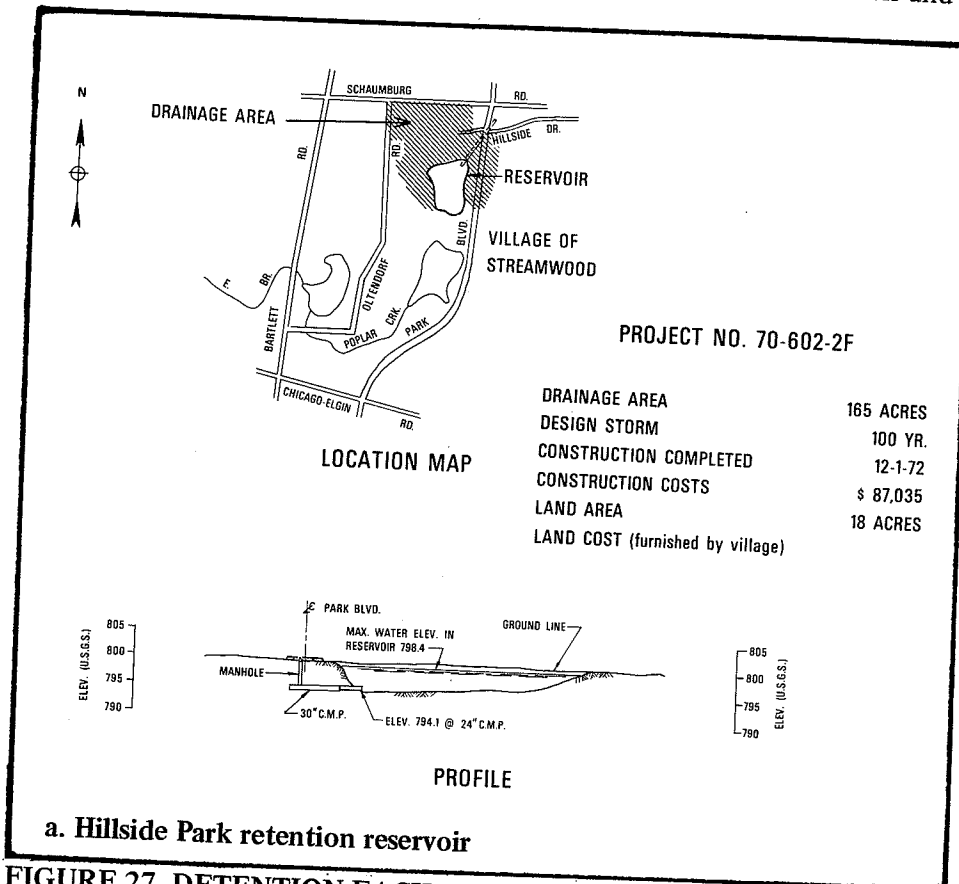 and
N
SCHAUMBURG RD.
DRAINAGE AREA
HILLSIDE DR.
RD.
RD.
RESERVOIR
BLVD.
VILLAGE OF
STREAMWOOD
E. BR.
OLTENDORF
POPLAR CRK.
PARK
BARTLETT
CHICAGO-ELGIN RD.
LOCATION MAP
PROJECT NO. 70-602-2F
DRAINAGE AREA 165 ACRES
DESIGN STORM 100 YR.
CONSTRUCTION COMPLETED 12-1-72
CONSTRUCTION COSTS $ 87,035
LAND AREA 18 ACRES
LAND COST (furnished by village)
℄ PARK BLVD.
MAX. WATER ELEV. IN
RESERVOIR 798.4
GROUND LINE
MANHOLE
30" C.M.P.
ELEV. 794.1 @ 24" C.M.P.
ELEV. (U.S.G.S.)
805
800
795
790
805
800
795
790
ELEV. (U.S.G.S.)
PROFILE
a. Hillside Park retention reservoir
FIGURE 27. DETENTION